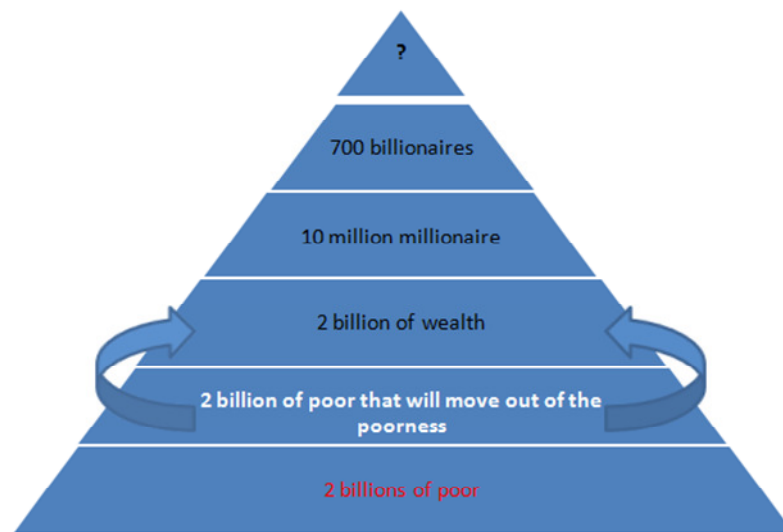 ?
700 billionaires
10 million millionaire
2 billion of wealth
2 billion of poor that will move out of the
poorness
2 billions of poor